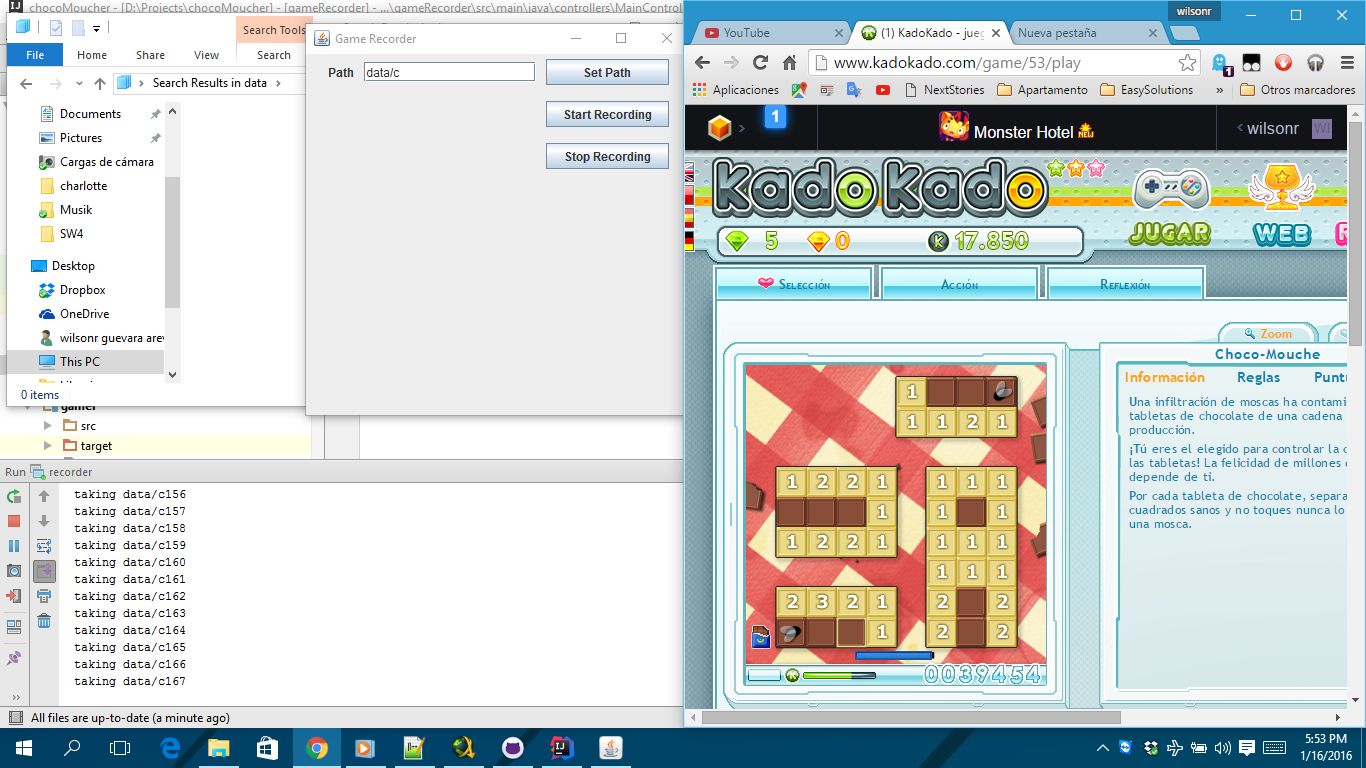 chocoMoucher - [D:\Projects\chocoMoucher] - [gameRecorder] - ...\gameRecorder\src\main\java\controllers\MainControl
Search Tools
File Home Share View Search
Search Results in data
Documents
Pictures
Cargas de cámara
charlotte
Musik
SW4
Desktop
Dropbox
OneDrive
wilsonr guevara arev
This PC
0 items
Game Recorder
Path data/c Set Path
Start Recording
Stop Recording
gamer
src
target
Run recorder
taking data/c156
taking data/c157
taking data/c158
taking data/c159
taking data/c160
taking data/c161
taking data/c162
taking data/c163
taking data/c164
taking data/c165
taking data/c166
taking data/c167
All files are up-to-date (a minute ago)
wilsonr
YouTube (1) KadoKado - jueg Nueva pestaña
www.kadokado.com/game/53/play
1
Aplicaciones NextStories Apartamento EasySolutions » Otros marcadores
1 Monster Hotel NEW wilsonr WI
kadokado
JUGAR WEB R
5 0 K 17.850
Selección Acción Reflexión
Zoom
Choco-Mouche
Información Reglas Puntu
Una infiltración de moscas ha contami
tabletas de chocolate de una cadena
producción.
¡Tú eres el elegido para controlar la c
las tabletas! La felicidad de millones
depende de ti.
Por cada tableta de chocolate, separa
cuadrados sanos y no toques nunca lo
una mosca.
1
1 1 2 1
1 2 2 1
1
1 2 2 1
1 1 1
1 1
1 1 1
1 1 1
2 2
2 2
2 3 2 1
1
0039454
5:53 PM
1/16/2016